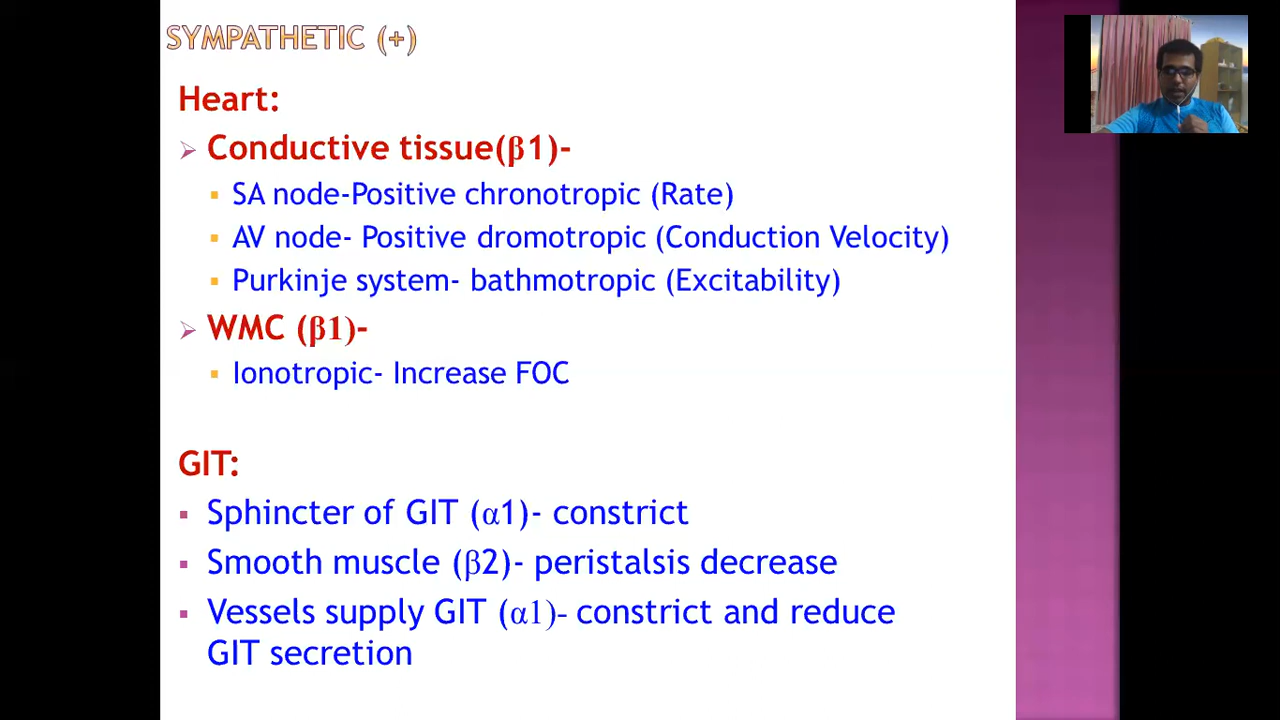 SYMPATHETIC (+)
Heart:
Conductive tissue(β1)-
SA node-Positive chronotropic (Rate)
AV node- Positive dromotropic (Conduction Velocity)
Purkinje system- bathmotropic (Excitability)
WMC (β1)-
Ionotropic- Increase FOC
GIT:
Sphincter of GIT (α1)- constrict
Smooth muscle (β2)- peristalsis decrease
Vessels supply GIT (α1)- constrict and reduce
GIT secretion